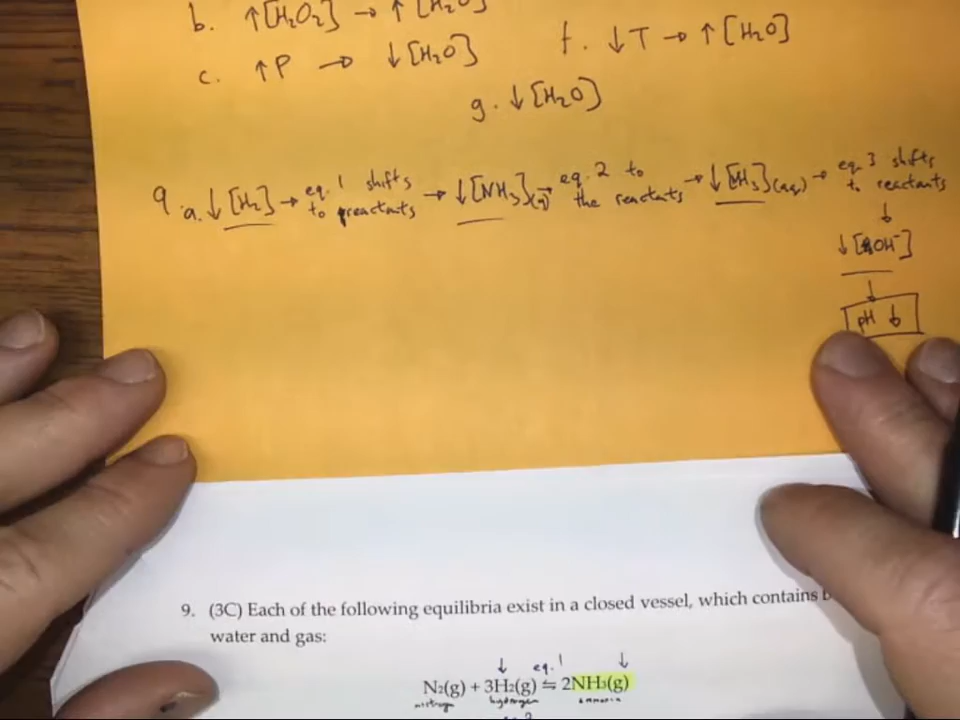 b. ↑[H₂O₂] → ↑[H₂O]
c. ↑P → ↓[H₂O]
f. ↓T → ↑[H₂O]
g. ↓[H₂O]
9.a. ↓[H₂] → eq. 1 shifts to reactants → ↓[NH₃](g) → eq. 2 to the reactants → ↓[NH₃](aq) → eq 3 shifts to reactants
↓
↓[OH⁻]
↓
pH ↓
9. (3C) Each of the following equilibria exist in a closed vessel, which contains
water and gas:
↓ eq. 1 ↓
N₂(g) + 3H₂(g) ⇋ 2NH₃(g)
nitrogen hydrogen ammonia